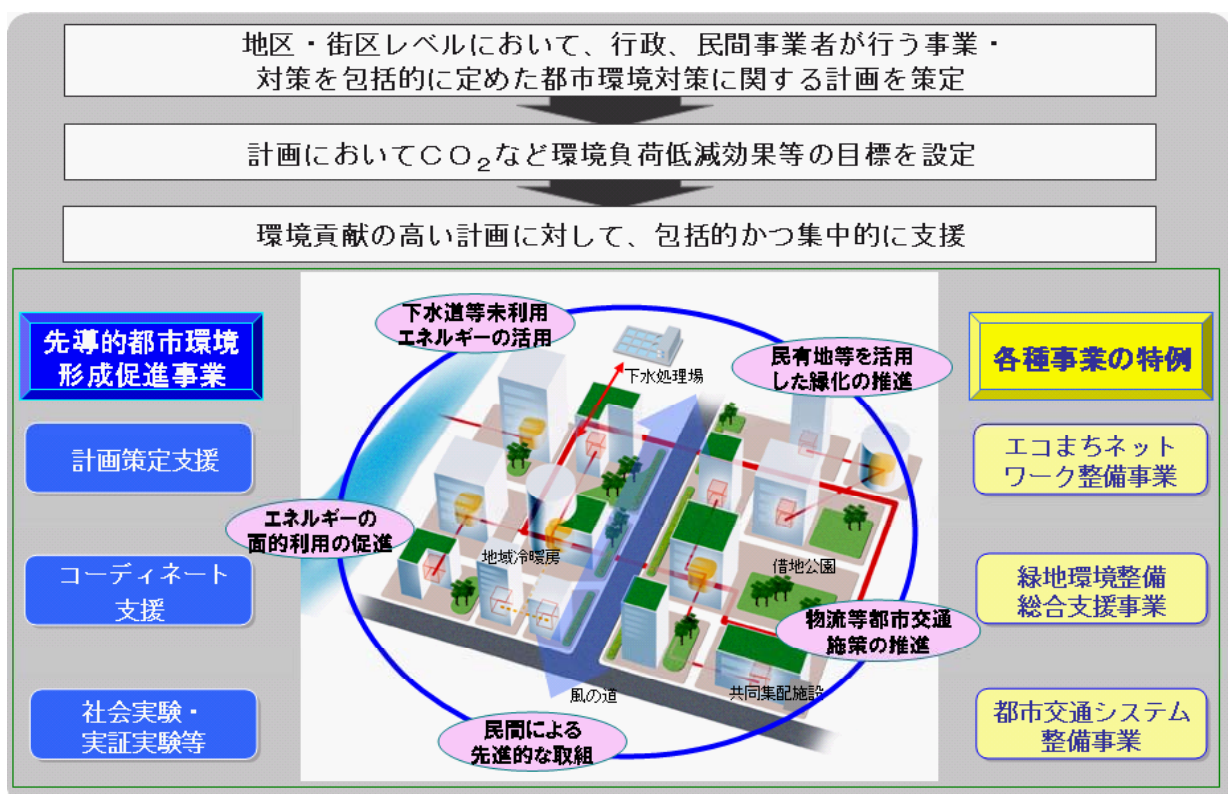 地区・街区レベルにおいて、行政、民間事業者が行う事業・
対策を包括的に定めた都市環境対策に関する計画を策定
計画においてＣＯ₂など環境負荷低減効果等の目標を設定
環境貢献の高い計画に対して、包括的かつ集中的に支援
先導的都市環境
形成促進事業
計画策定支援
コーディネート
支援
社会実験・
実証実験等
下水道等未利用
エネルギーの活用
下水処理場
民有地等を活用
した緑化の推進
エネルギーの
面的利用の促進
地域冷暖房
借地公園
物流等都市交通
施策の推進
風の道
共同集配施設
民間による
先進的な取組
各種事業の特例
エコまちネット
ワーク整備事業
緑地環境整備
総合支援事業
都市交通システム
整備事業